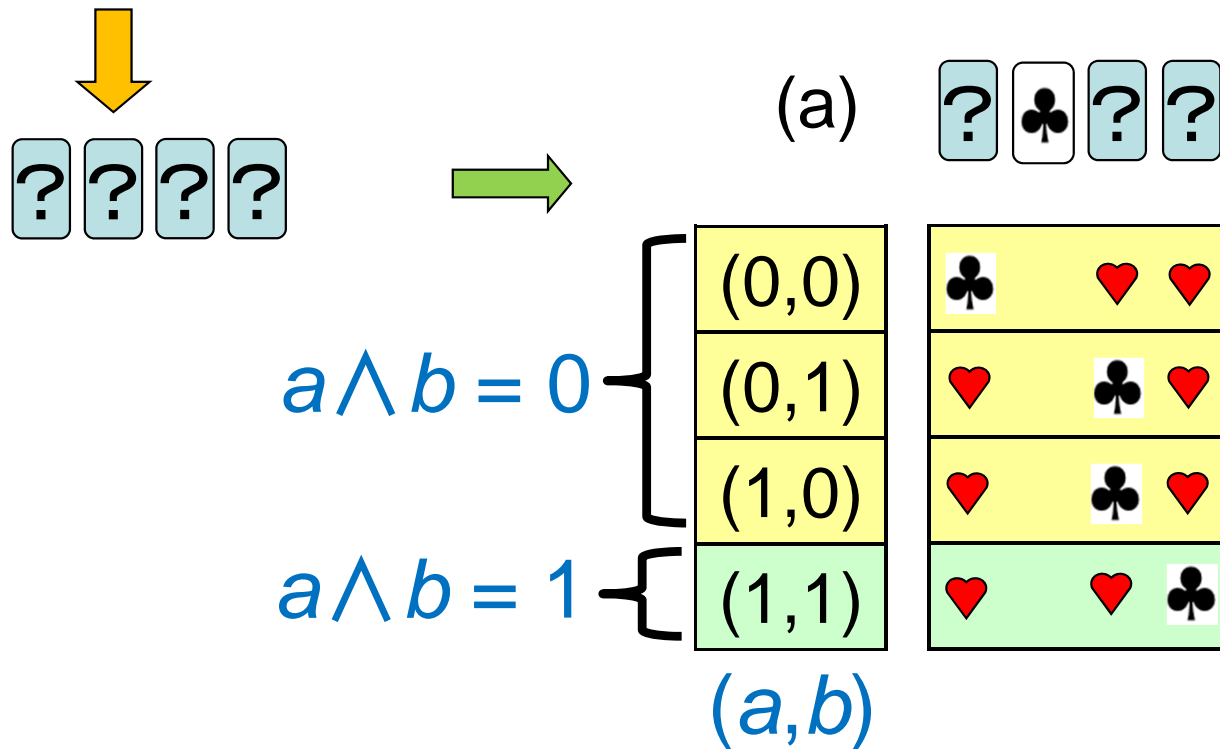 (a) ? ♣ ? ?
? ? ? ?
(0,0) ♣ ♥ ♥
a∧b = 0 (0,1) ♥ ♣ ♥
(1,0) ♥ ♣ ♥
a∧b = 1 (1,1) ♥ ♥ ♣
(a,b)